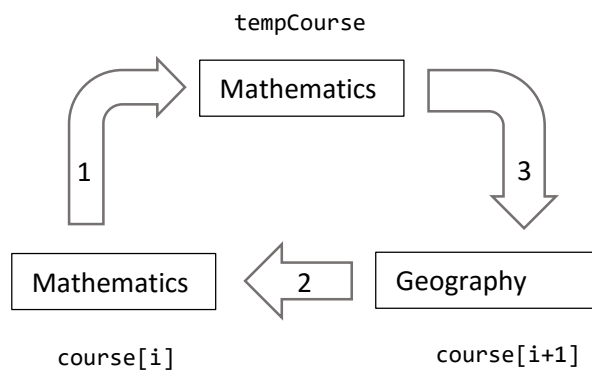 tempCourse
Mathematics
1
3
Mathematics
2
Geography
course[i]
course[i+1]